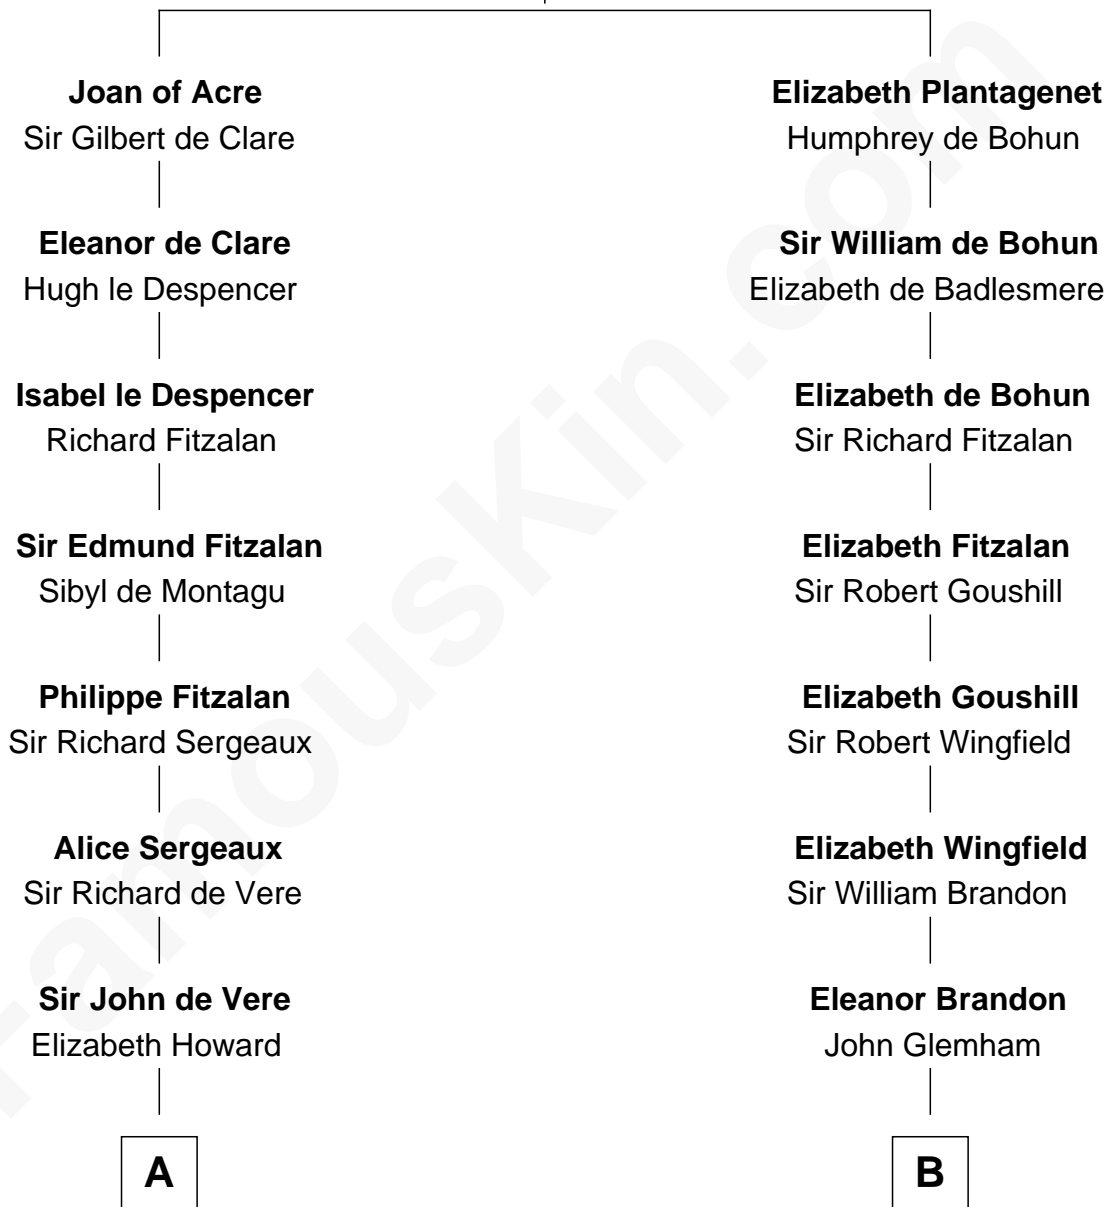 Joan of Acre
Sir Gilbert de Clare
Elizabeth Plantagenet
Humphrey de Bohun
Eleanor de Clare
Hugh le Despencer
Sir William de Bohun
Elizabeth de Badlesmere
Isabel le Despencer
Richard Fitzalan
Elizabeth de Bohun
Sir Richard Fitzalan
Sir Edmund Fitzalan
Sibyl de Montagu
Elizabeth Fitzalan
Sir Robert Goushill
Philippe Fitzalan
Sir Richard Sergeaux
Elizabeth Goushill
Sir Robert Wingfield
Alice Sergeaux
Sir Richard de Vere
Elizabeth Wingfield
Sir William Brandon
Sir John de Vere
Elizabeth Howard
Eleanor Brandon
John Glemham
A
B
FamousKin.com